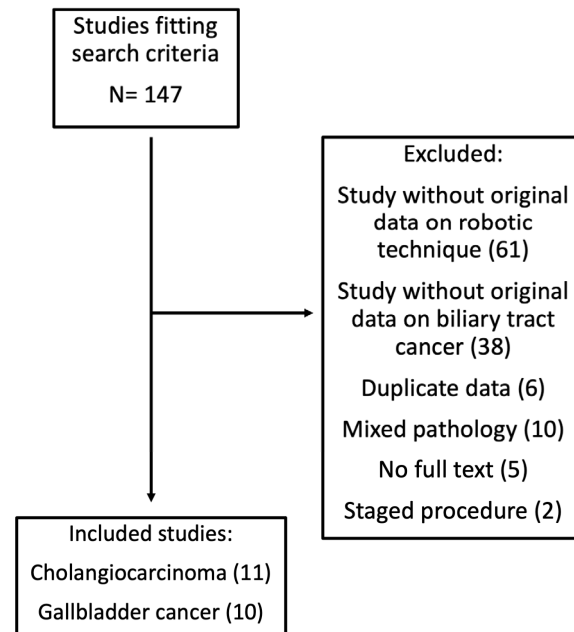 Studies fitting
search criteria
N= 147
Excluded:
Study without original
data on robotic
technique (61)
Study without original
data on biliary tract
cancer (38)
Duplicate data (6)
Mixed pathology (10)
No full text (5)
Staged procedure (2)
Included studies:
Cholangiocarcinoma (11)
Gallbladder cancer (10)